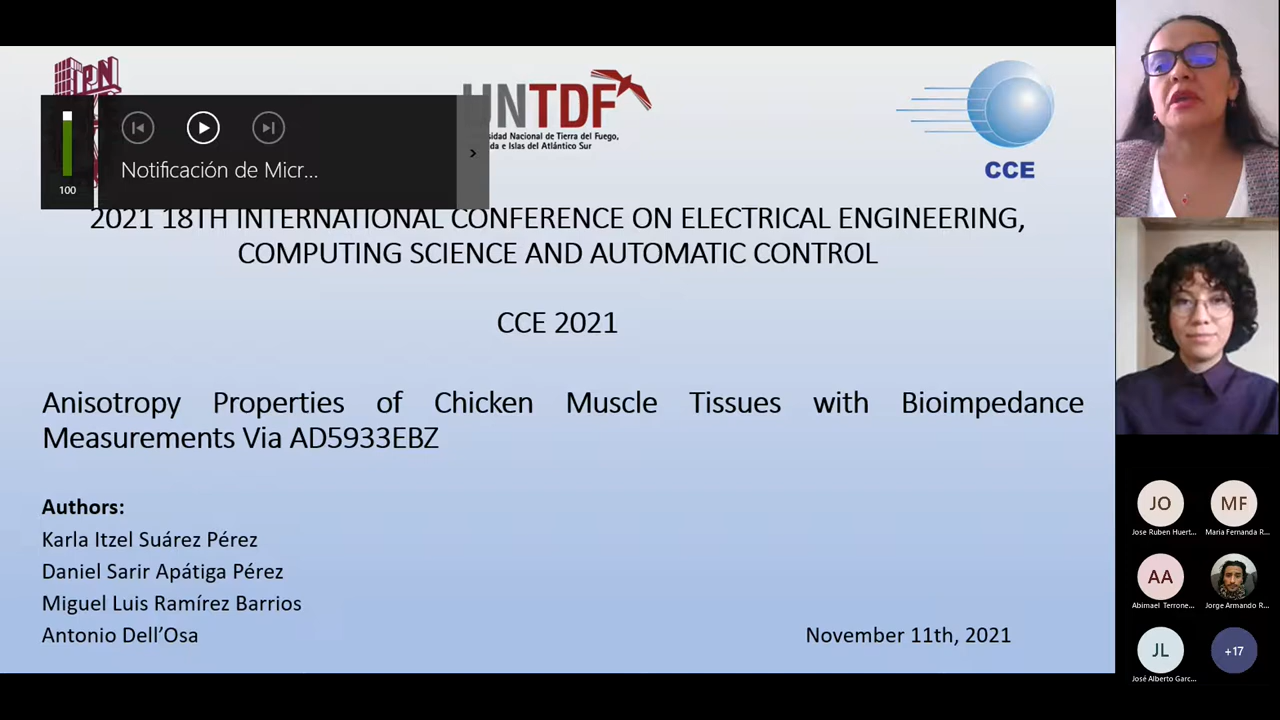 IPN
UNTDF
sidad Nacional de Tierra del Fuego,
da e Islas del Atlántico Sur
CCE
100
Notificación de Micr...
2021 18TH INTERNATIONAL CONFERENCE ON ELECTRICAL ENGINEERING,
COMPUTING SCIENCE AND AUTOMATIC CONTROL
CCE 2021
Anisotropy Properties of Chicken Muscle Tissues with Bioimpedance
Measurements Via AD5933EBZ
Authors:
Karla Itzel Suárez Pérez
Daniel Sarir Apátiga Pérez
Miguel Luis Ramírez Barrios
Antonio Dell’Osa
November 11th, 2021
JO
MF
Jose Ruben Huert...
Maria Fernanda R...
AA
Abimael Terrone...
Jorge Armando R...
JL
+17
José Alberto Garc...